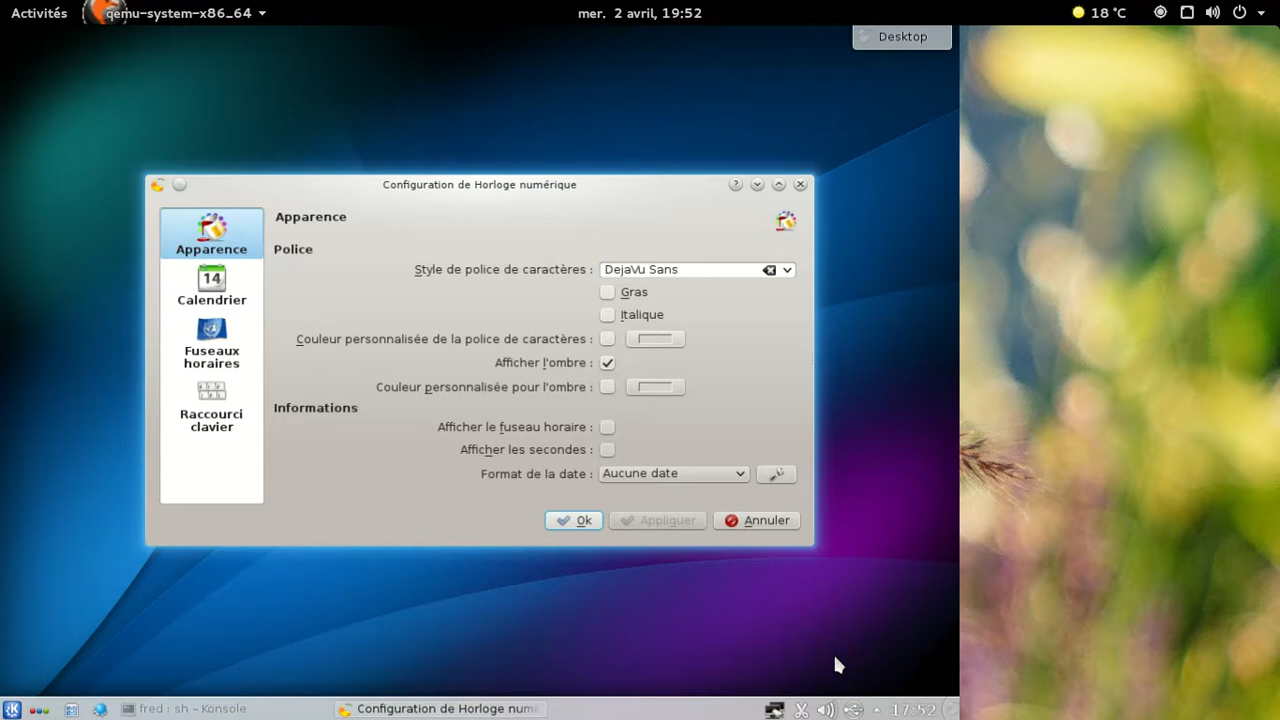 Activités
qemu-system-x86_64
mer. 2 avril, 19:52
18 °C
Desktop
Configuration de Horloge numérique
Apparence
Calendrier
14
Fuseaux
horaires
Raccourci
clavier
Apparence
Police
Style de police de caractères : DejaVu Sans
Gras
Italique
Couleur personnalisée de la police de caractères :
Afficher l'ombre :
Couleur personnalisée pour l'ombre :
Informations
Afficher le fuseau horaire :
Afficher les secondes :
Format de la date : Aucune date
Ok
Appliquer
Annuler
fred : sh – Konsole
Configuration de Horloge numé
17:52